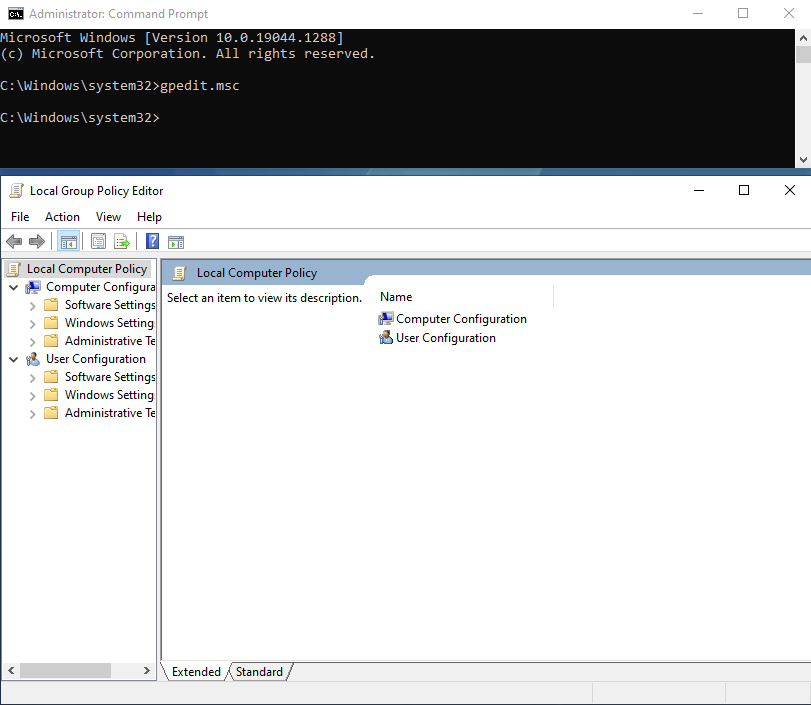 Administrator: Command Prompt
Microsoft Windows [Version 10.0.19044.1288]
(c) Microsoft Corporation. All rights reserved.
C:\Windows\system32>gpedit.msc
C:\Windows\system32>
Local Group Policy Editor
File Action View Help
Local Computer Policy
Computer Configura
Software Settings
Windows Setting
Administrative Te
User Configuration
Software Settings
Windows Setting
Administrative Te
Local Computer Policy
Select an item to view its description.
Name
Computer Configuration
User Configuration
Extended Standard